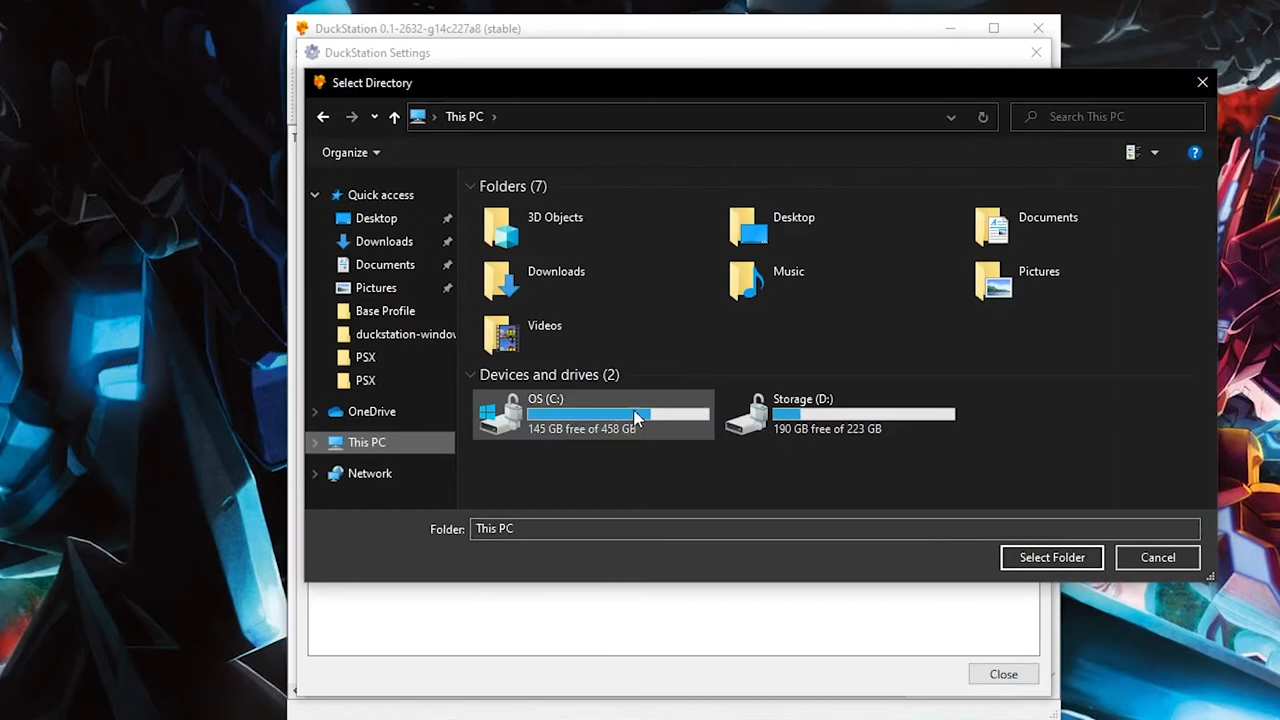 DuckStation 0.1-2632-g14c227a8 (stable)
DuckStation Settings
Select Directory
This PC
Search This PC
Organize
Quick access
Desktop
Downloads
Documents
Pictures
Base Profile
duckstation-windov
PSX
PSX
OneDrive
This PC
Network
Folders (7)
3D Objects
Desktop
Documents
Downloads
Music
Pictures
Videos
Devices and drives (2)
OS (C:)
145 GB free of 458 GB
Storage (D:)
190 GB free of 223 GB
Folder: This PC
Select Folder Cancel
Close